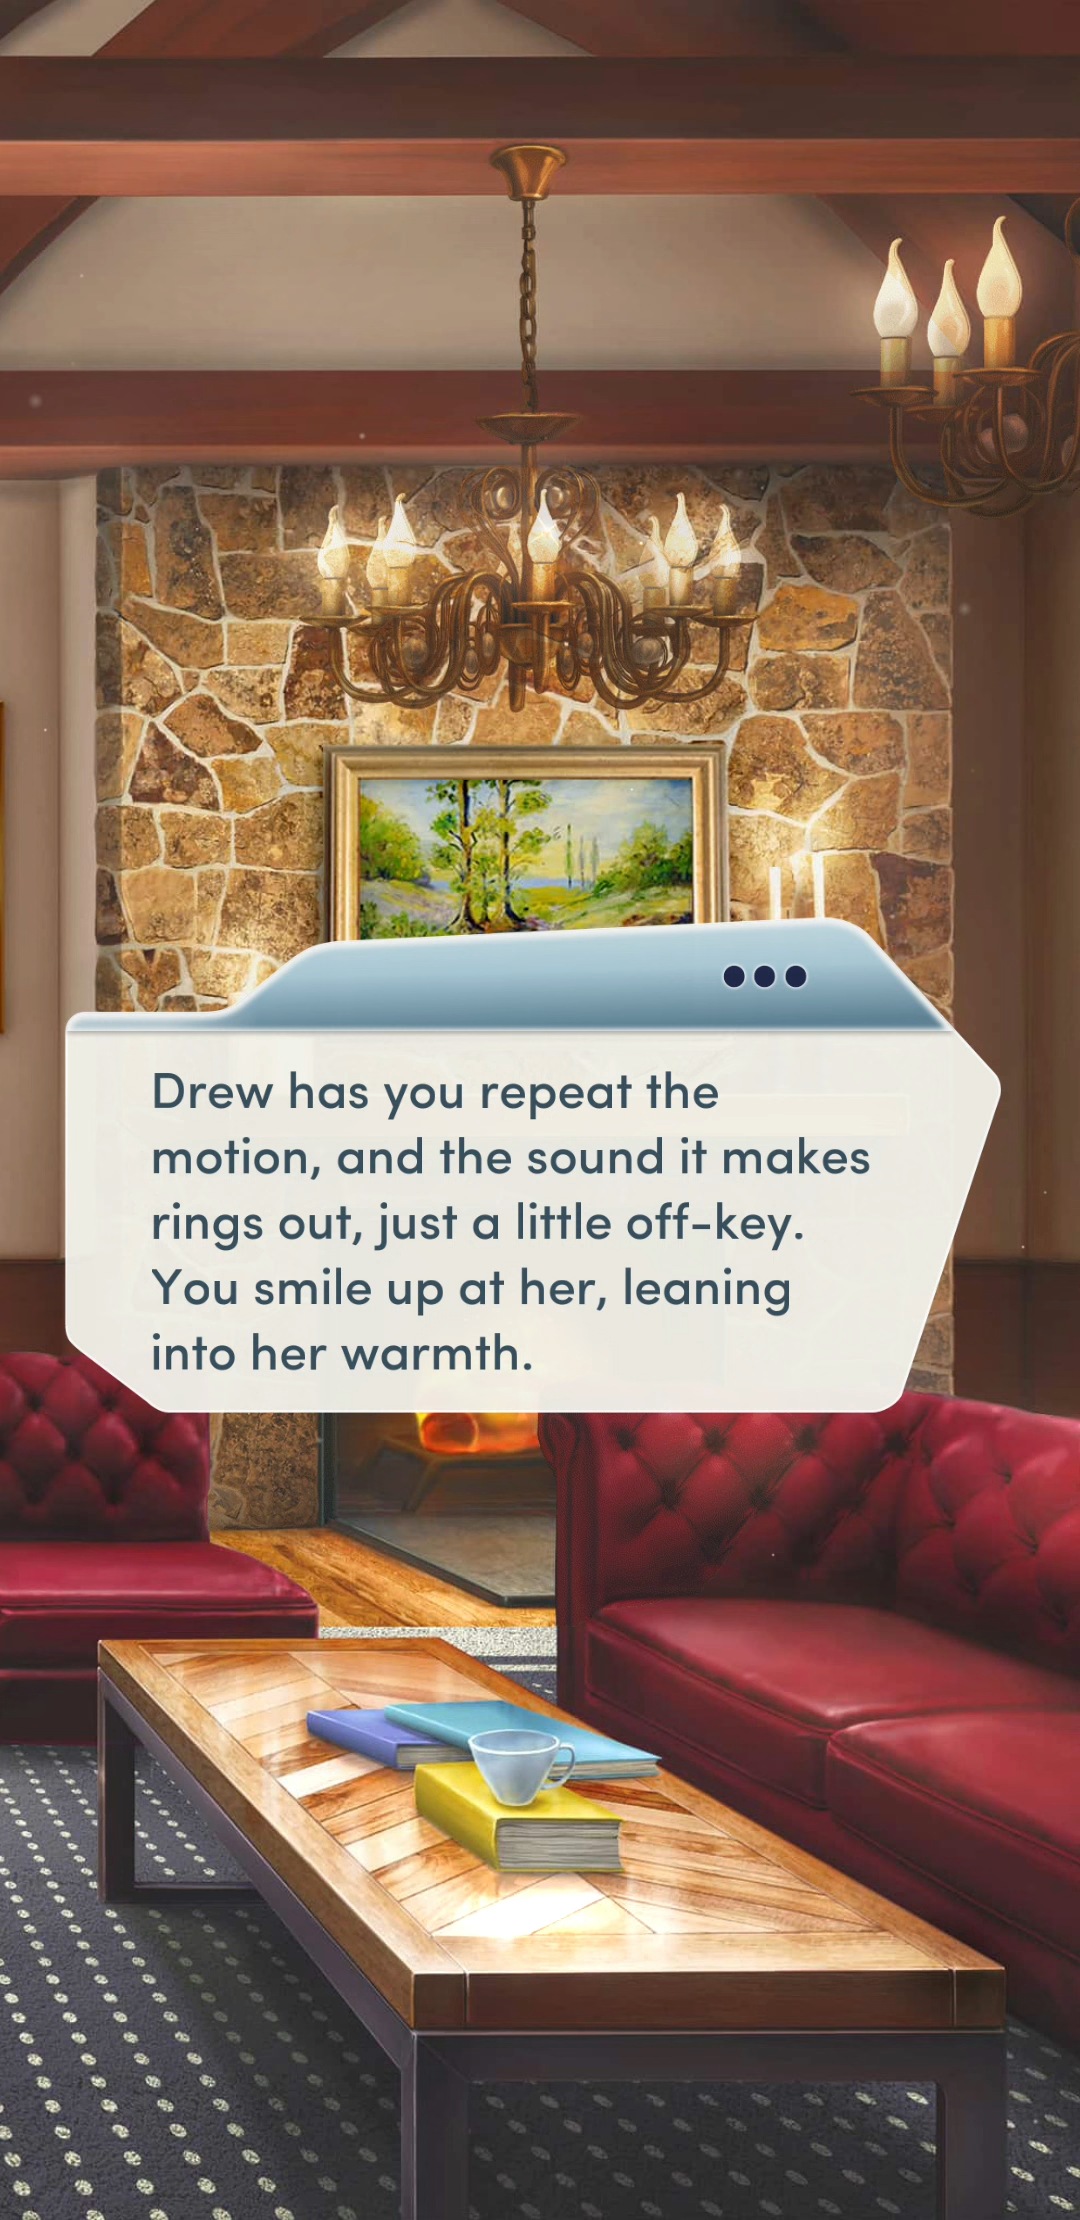 Drew has you repeat the
motion, and the sound it makes
rings out, just a little off-key.
You smile up at her, leaning
into her warmth.